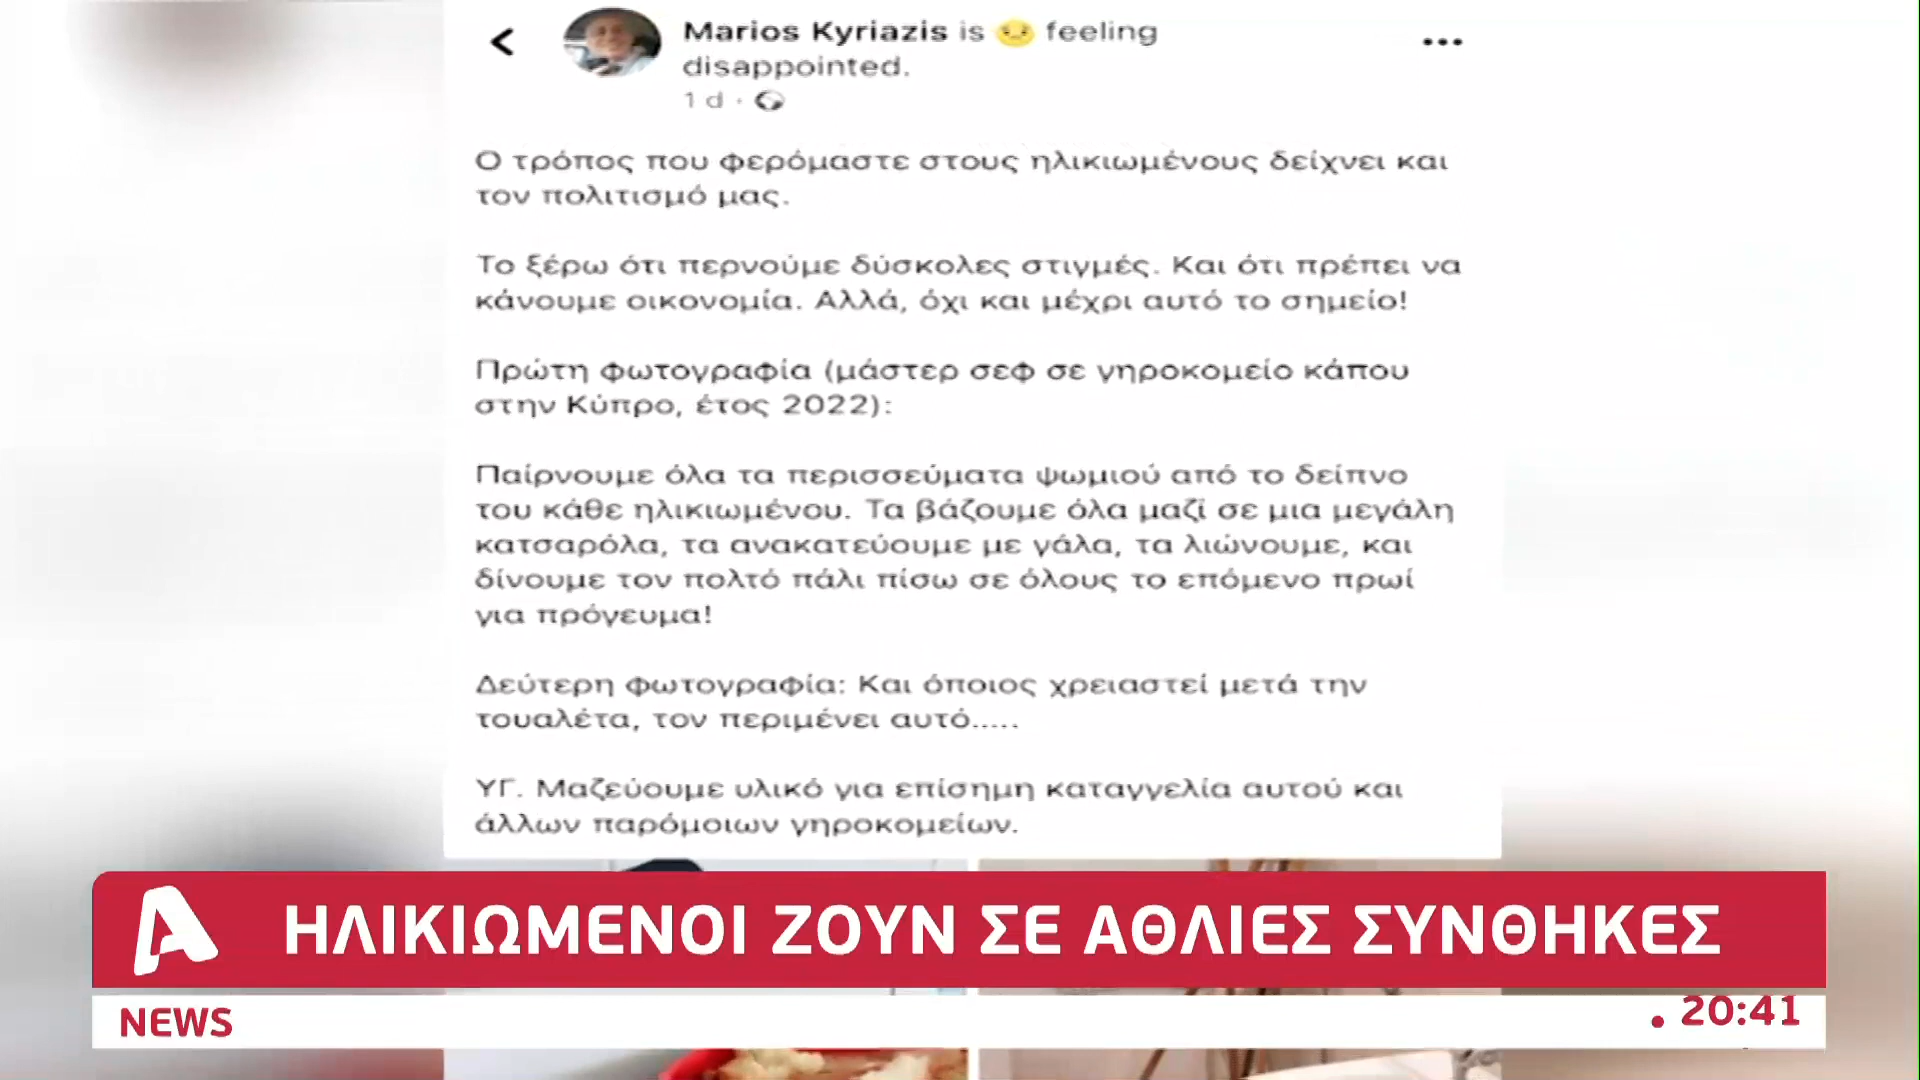 Marios Kyriazis is 😔 feeling
disappointed.
1 d ·
Ο τρόπος που φερόμαστε στους ηλικιωμένους δείχνει και
τον πολιτισμό μας.
Το ξέρω ότι περνούμε δύσκολες στιγμές. Και ότι πρέπει να
κάνουμε οικονομία. Αλλά, όχι και μέχρι αυτό το σημείο!
Πρώτη φωτογραφία (μάστερ σεφ σε γηροκομείο κάπου
στην Κύπρο, έτος 2022):
Παίρνουμε όλα τα περισσεύματα ψωμιού από το δείπνο
του κάθε ηλικιωμένου. Τα βάζουμε όλα μαζί σε μια μεγάλη
κατσαρόλα, τα ανακατεύουμε με γάλα, τα λιώνουμε, και
δίνουμε τον πολτό πάλι πίσω σε όλους το επόμενο πρωί
για πρόγευμα!
Δεύτερη φωτογραφία: Και όποιος χρειαστεί μετά την
τουαλέτα, τον περιμένει αυτό.....
ΥΓ. Μαζεύουμε υλικό για επίσημη καταγγελία αυτού και
άλλων παρόμοιων γηροκομείων.
ΗΛΙΚΙΩΜΕΝΟΙ ΖΟΥΝ ΣΕ ΑΘΛΙΕΣ ΣΥΝΘΗΚΕΣ
NEWS
20:41